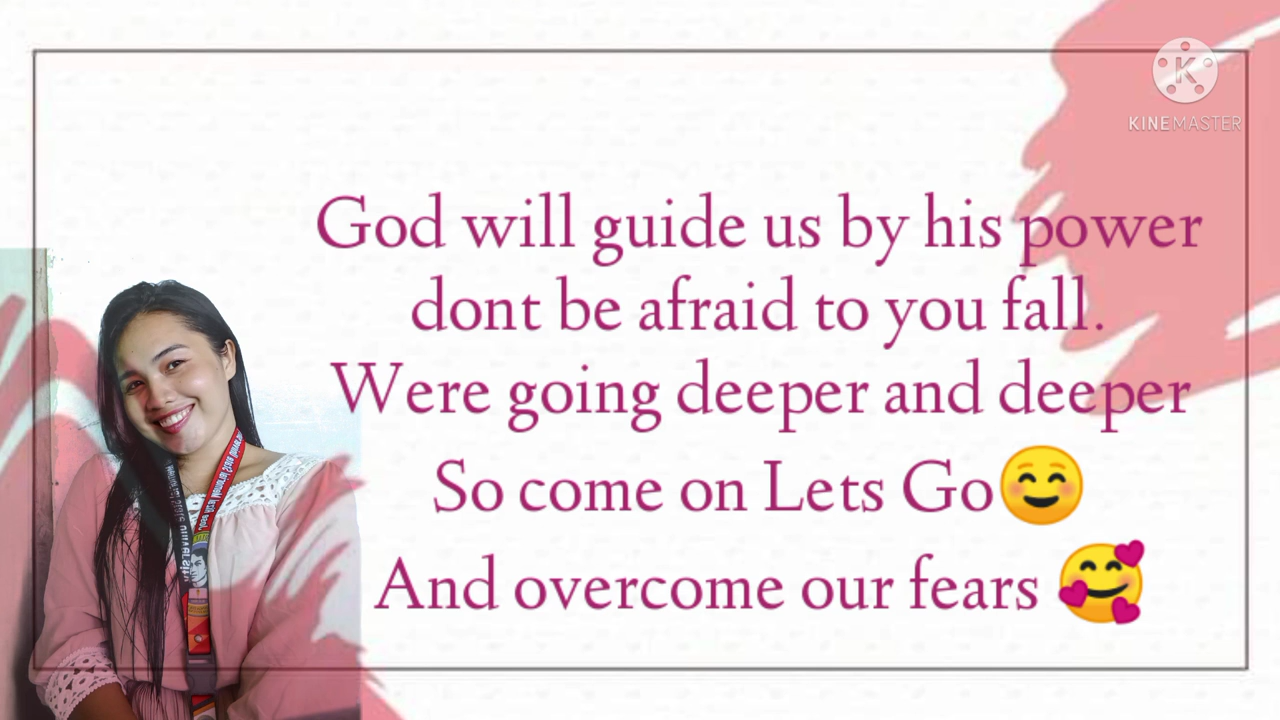 KINEMASTER
God will guide us by his power
dont be afraid to you fall.
Were going deeper and deeper
So come on Lets Go☺️
And overcome our fears 🥰